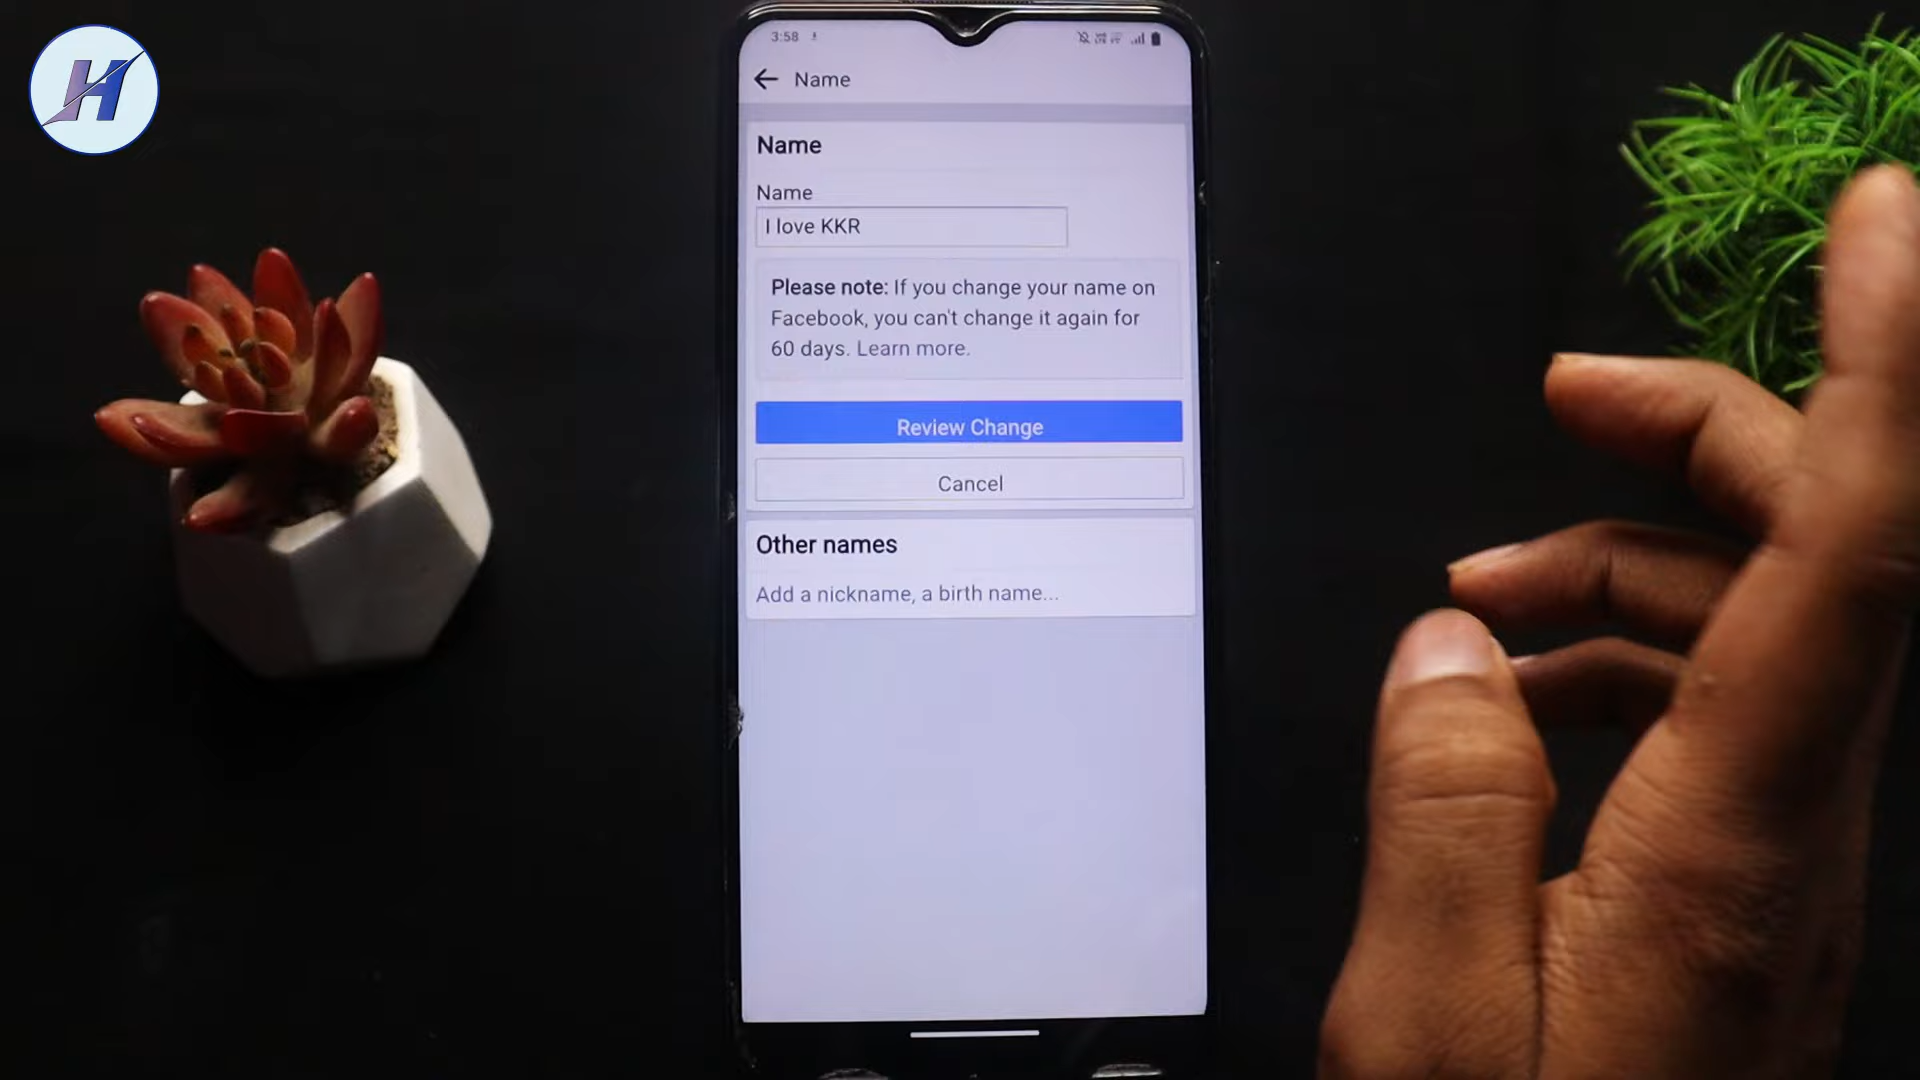 H
3:58
Name
Name
Name
I love KKR
Please note: If you change your name on
Facebook, you can't change it again for
60 days. Learn more.
Review Change
Cancel
Other names
Add a nickname, a birth name...